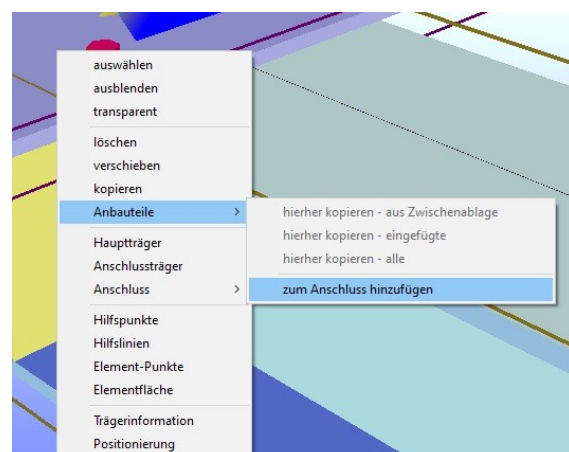 auswählen
ausblenden
transparent
löschen
verschieben
kopieren
Anbauteile
hierher kopieren - aus Zwischenablage
hierher kopieren - eingefügte
hierher kopieren - alle
zum Anschluss hinzufügen
Hauptträger
Anschlussträger
Anschluss
Hilfspunkte
Hilfslinien
Element-Punkte
Elementfläche
Trägerinformation
Positionierung